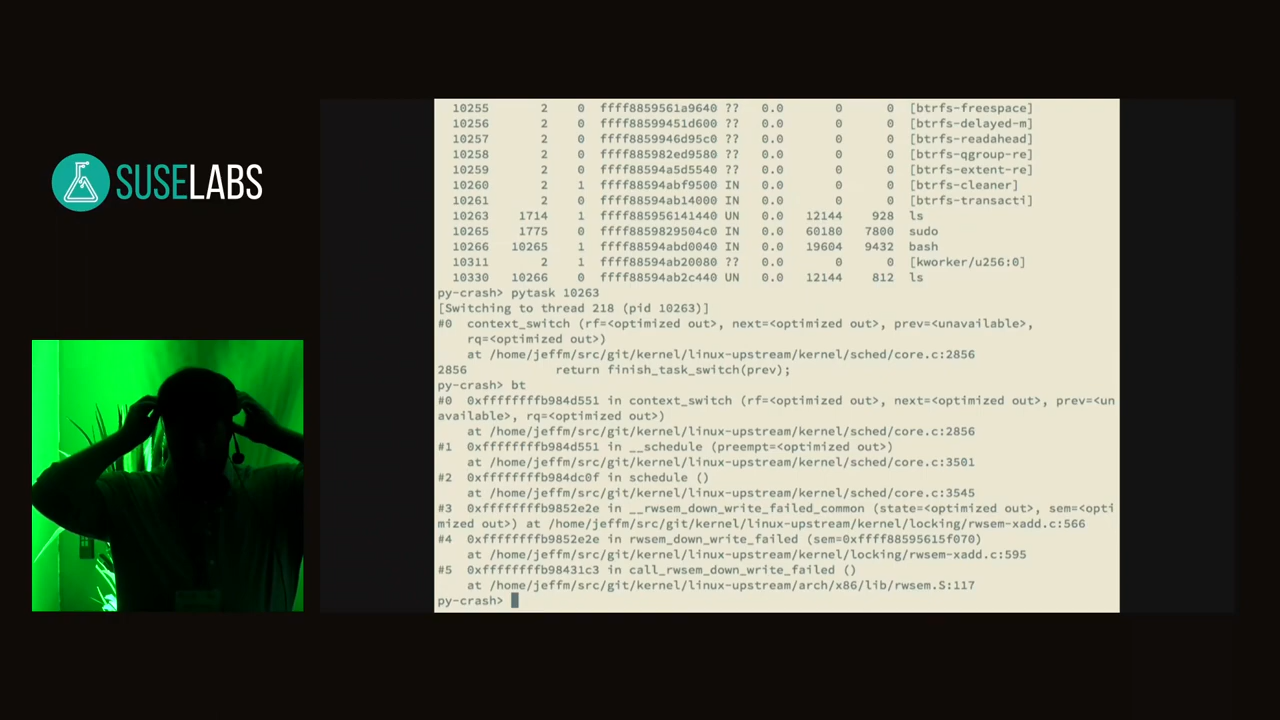 SUSELABS
10255 2 0 ffff8859561a9640 ?? 0.0 0 0 [btrfs-freespace]
10256 2 0 ffff88599451d600 ?? 0.0 0 0 [btrfs-delayed-m]
10257 2 0 ffff8859946d95c0 ?? 0.0 0 0 [btrfs-readahead]
10258 2 0 ffff885982ed9580 ?? 0.0 0 0 [btrfs-qgroup-re]
10259 2 0 ffff88594a5d5540 ?? 0.0 0 0 [btrfs-extent-re]
10260 2 1 ffff88594abf9500 IN 0.0 0 0 [btrfs-cleaner]
10261 2 0 ffff88594ab14000 IN 0.0 0 0 [btrfs-transacti]
10263 1714 1 ffff885956141440 UN 0.0 12144 928 ls
10265 1775 0 ffff8859829504c0 IN 0.0 60180 7800 sudo
10266 10265 1 ffff88594abd0040 IN 0.0 19604 9432 bash
10311 2 1 ffff88594ab20080 ?? 0.0 0 0 [kworker/u256:0]
10330 10266 0 ffff88594ab2c440 UN 0.0 12144 812 ls
py-crash> pytask 10263
[Switching to thread 218 (pid 10263)]
#0 context_switch (rf=<optimized out>, next=<optimized out>, prev=<unavailable>,
rq=<optimized out>)
at /home/jeffm/src/git/kernel/linux-upstream/kernel/sched/core.c:2856
2856 return finish_task_switch(prev);
py-crash> bt
#0 0xffffffffb984d551 in context_switch (rf=<optimized out>, next=<optimized out>, prev=<un
available>, rq=<optimized out>)
at /home/jeffm/src/git/kernel/linux-upstream/kernel/sched/core.c:2856
#1 0xffffffffb984d551 in __schedule (preempt=<optimized out>)
at /home/jeffm/src/git/kernel/linux-upstream/kernel/sched/core.c:3501
#2 0xffffffffb984dc0f in schedule ()
at /home/jeffm/src/git/kernel/linux-upstream/kernel/sched/core.c:3545
#3 0xffffffffb9852e2e in __rwsem_down_write_failed_common (state=<optimized out>, sem=<opti
mized out>) at /home/jeffm/src/git/kernel/linux-upstream/kernel/locking/rwsem-xadd.c:566
#4 0xffffffffb9852e2e in rwsem_down_write_failed (sem=0xffff88595615f070)
at /home/jeffm/src/git/kernel/linux-upstream/kernel/locking/rwsem-xadd.c:595
#5 0xffffffffb98431c3 in call_rwsem_down_write_failed ()
at /home/jeffm/src/git/kernel/linux-upstream/arch/x86/lib/rwsem.S:117
py-crash>